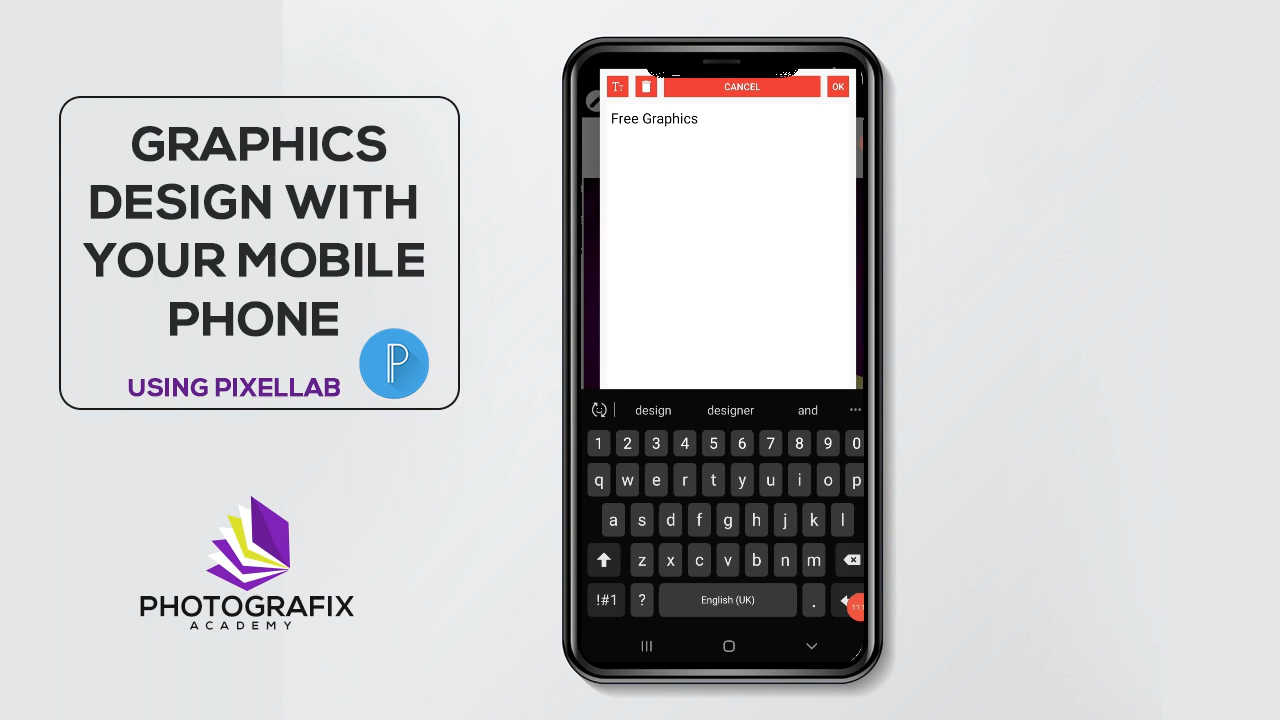 GRAPHICS
DESIGN WITH
YOUR MOBILE
PHONE
USING PIXELLAB
P
PHOTOGRAFIX
ACADEMY
Tт CANCEL OK
Free Graphics
design designer and
1 2 3 4 5 6 7 8 9 0
q w e r t y u i o p
a s d f g h j k l
z x c v b n m
!#1 ? English (UK) .